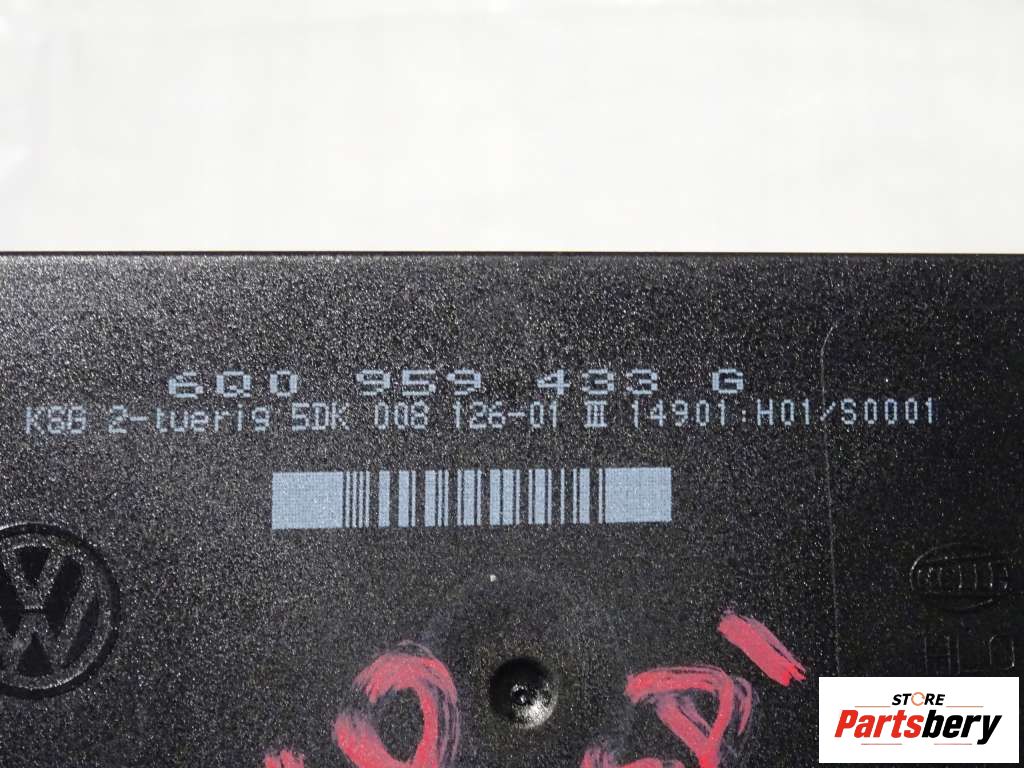 6Q0 959 433 G
KSG 2-tuerig 5DK 008 126-01 III 14901:H01/S0001
STORE
Partsbery